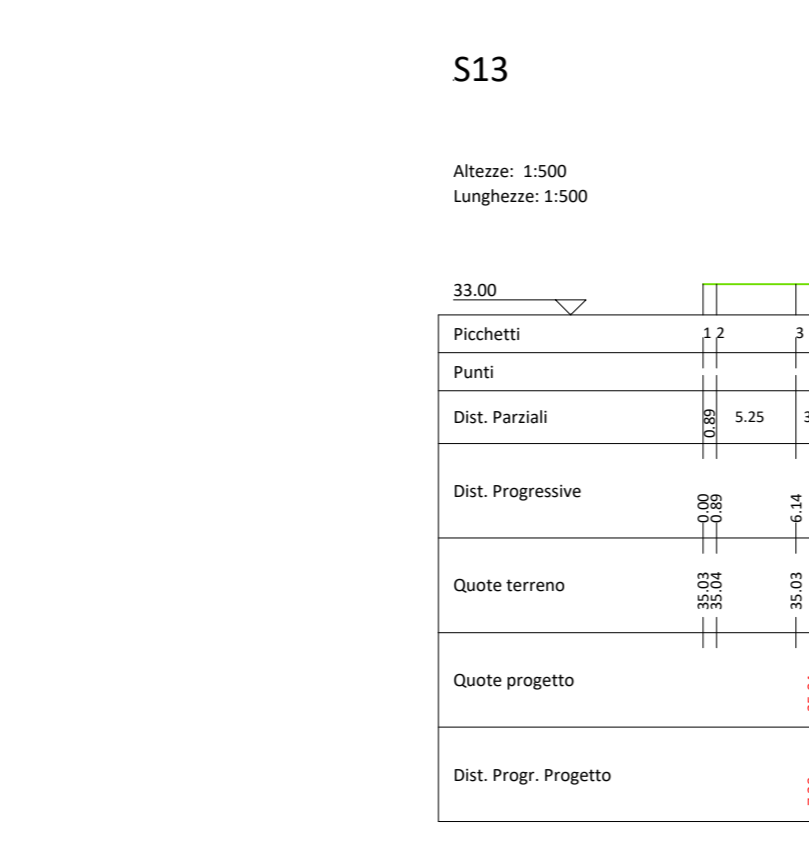 S13
Altezze: 1:500
Lunghezze: 1:500
33.00
Picchetti 1 2 3
Punti
Dist. Parziali 0.89 5.25
Dist. Progressive 0.00 0.89 6.14
Quote terreno 35.03 35.04 35.03
Quote progetto
Dist. Progr. Progetto